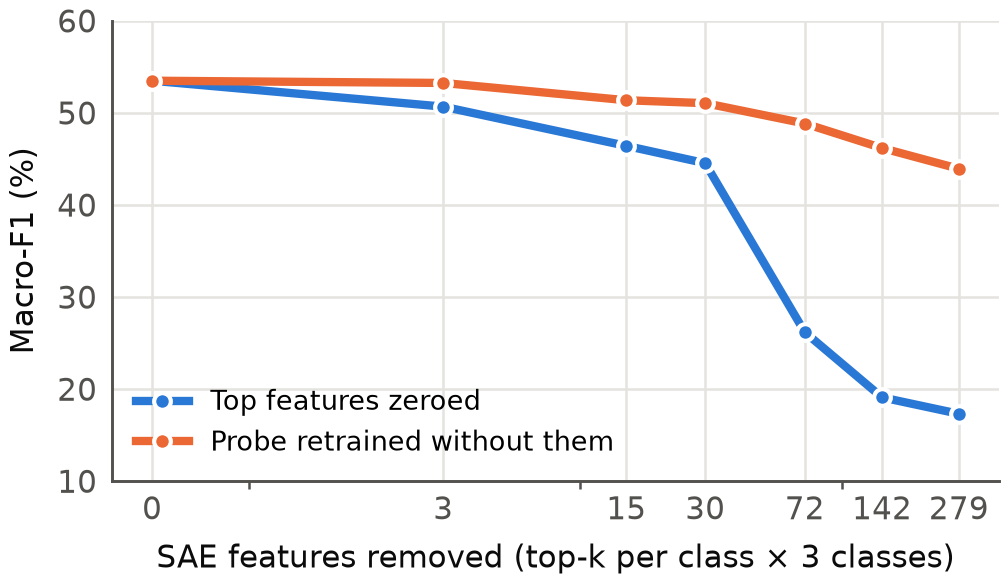 60
50
40
30
20
10
Macro-F1 (%)
Top features zeroed
Probe retrained without them
0 3 15 30 72 142 279
SAE features removed (top-k per class × 3 classes)